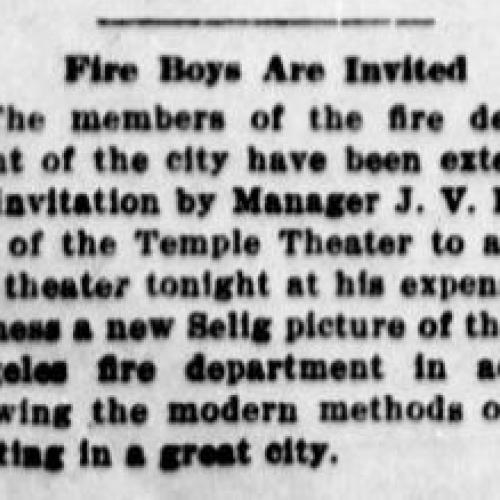 Fire Boys Are Invited
The members of the fire de
nt of the city have been exte
invitation by Manager J. V.
of the Temple Theater to a
theater tonight at his expen
ness a new Selig picture of th
geles fire department in a
wing the modern methods o
ting in a great city.